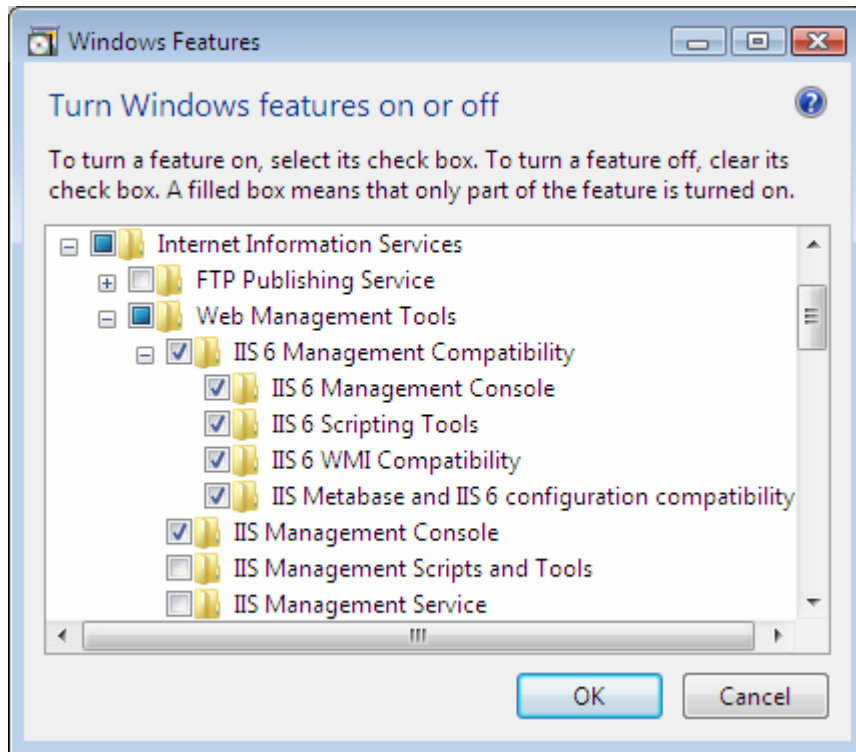 Windows Features
Turn Windows features on or off
To turn a feature on, select its check box. To turn a feature off, clear its
check box. A filled box means that only part of the feature is turned on.
Internet Information Services
FTP Publishing Service
Web Management Tools
IIS 6 Management Compatibility
IIS 6 Management Console
IIS 6 Scripting Tools
IIS 6 WMI Compatibility
IIS Metabase and IIS 6 configuration compatibility
IIS Management Console
IIS Management Scripts and Tools
IIS Management Service
OK Cancel